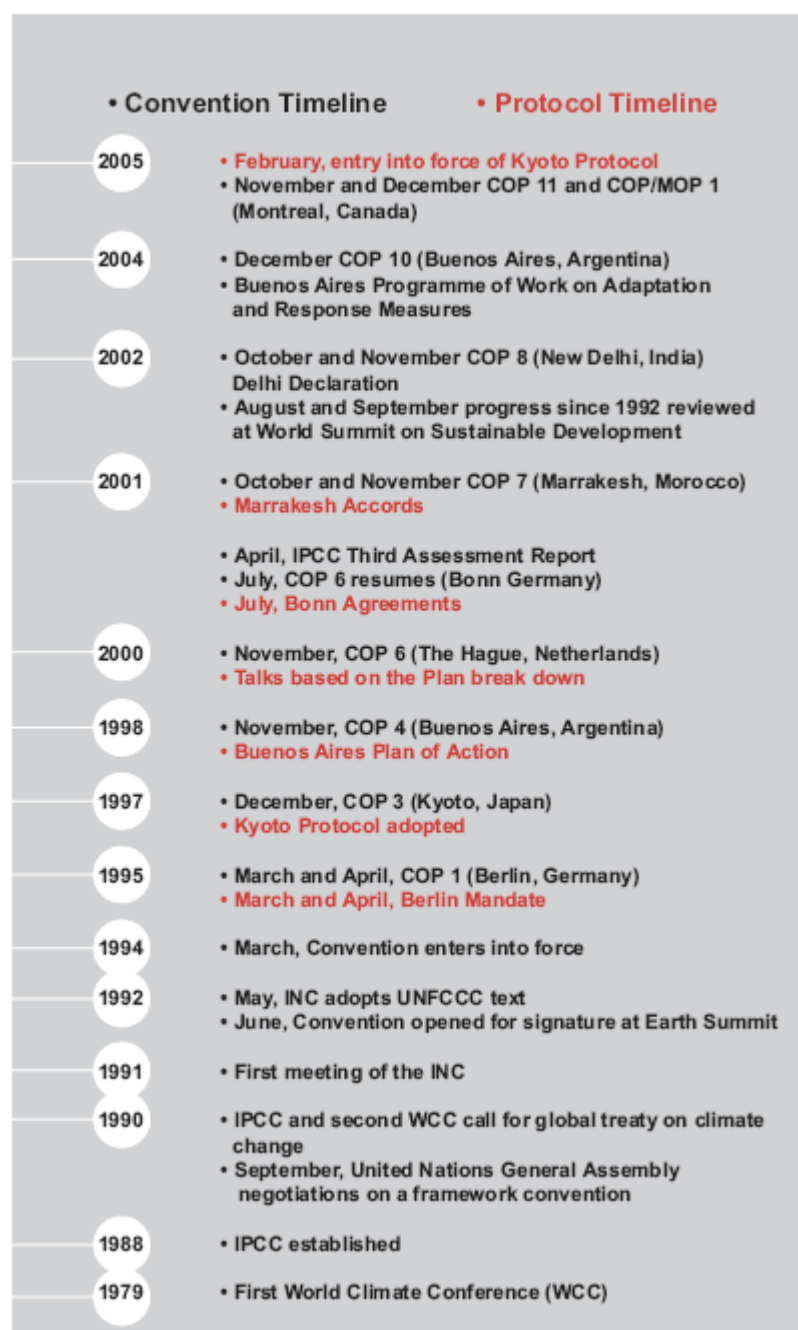 • Convention Timeline • Protocol Timeline
2005 • February, entry into force of Kyoto Protocol
• November and December COP 11 and COP/MOP 1
(Montreal, Canada)
2004 • December COP 10 (Buenos Aires, Argentina)
• Buenos Aires Programme of Work on Adaptation
and Response Measures
2002 • October and November COP 8 (New Delhi, India)
Delhi Declaration
• August and September progress since 1992 reviewed
at World Summit on Sustainable Development
2001 • October and November COP 7 (Marrakesh, Morocco)
• Marrakesh Accords
• April, IPCC Third Assessment Report
• July, COP 6 resumes (Bonn Germany)
• July, Bonn Agreements
2000 • November, COP 6 (The Hague, Netherlands)
• Talks based on the Plan break down
1998 • November, COP 4 (Buenos Aires, Argentina)
• Buenos Aires Plan of Action
1997 • December, COP 3 (Kyoto, Japan)
• Kyoto Protocol adopted
1995 • March and April, COP 1 (Berlin, Germany)
• March and April, Berlin Mandate
1994 • March, Convention enters into force
1992 • May, INC adopts UNFCCC text
• June, Convention opened for signature at Earth Summit
1991 • First meeting of the INC
1990 • IPCC and second WCC call for global treaty on climate
change
• September, United Nations General Assembly
negotiations on a framework convention
1988 • IPCC established
1979 • First World Climate Conference (WCC)